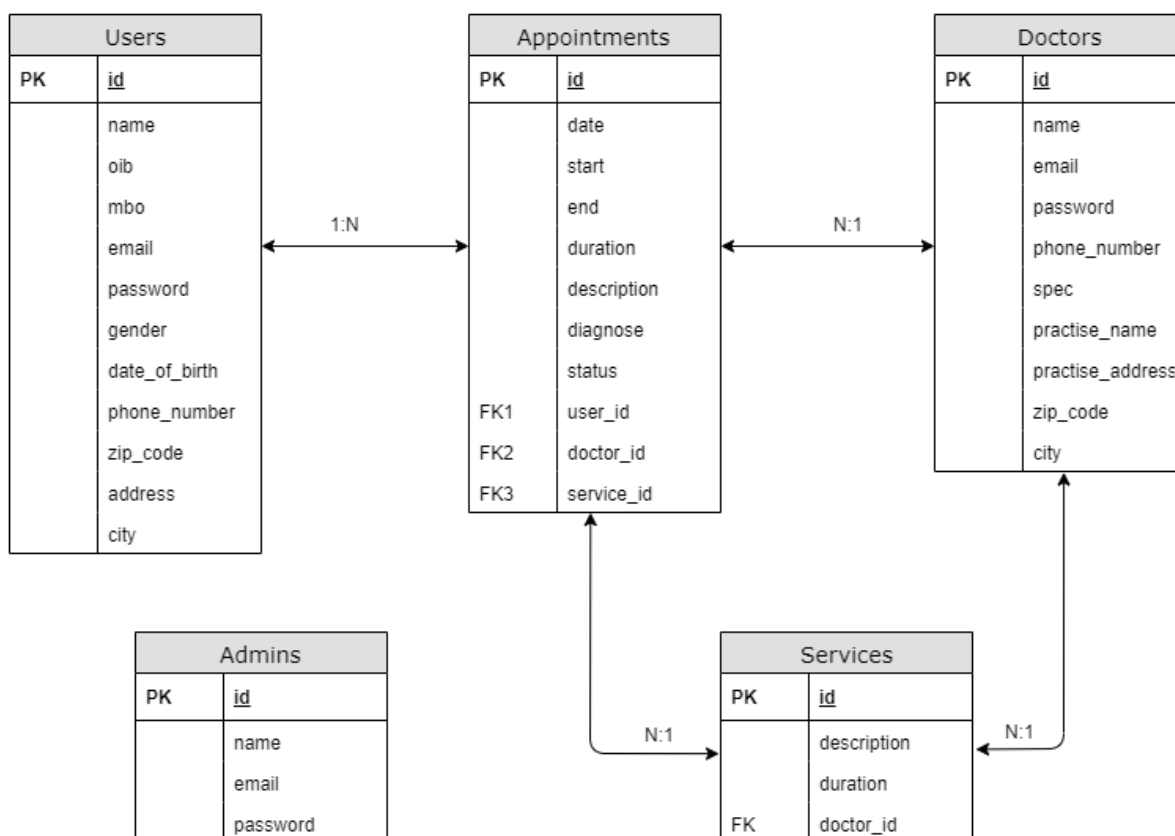 Users
PK id
name
oib
mbo
email
password
gender
date_of_birth
phone_number
zip_code
address
city
1:N
Appointments
PK id
date
start
end
duration
description
diagnose
status
FK1 user_id
FK2 doctor_id
FK3 service_id
N:1
Doctors
PK id
name
email
password
phone_number
spec
practise_name
practise_address
zip_code
city
Admins
PK id
name
email
password
N:1
Services
PK id
description
duration
FK doctor_id
N:1